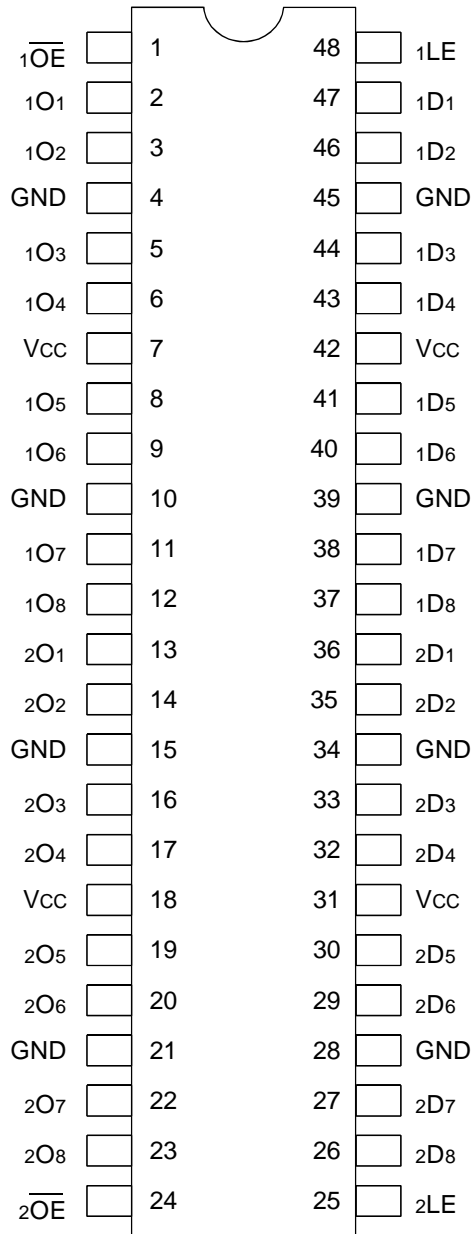 1OE 1 48 1LE
1O1 2 47 1D1
1O2 3 46 1D2
GND 4 45 GND
1O3 5 44 1D3
1O4 6 43 1D4
VCC 7 42 VCC
1O5 8 41 1D5
1O6 9 40 1D6
GND 10 39 GND
1O7 11 38 1D7
1O8 12 37 1D8
2O1 13 36 2D1
2O2 14 35 2D2
GND 15 34 GND
2O3 16 33 2D3
2O4 17 32 2D4
VCC 18 31 VCC
2O5 19 30 2D5
2O6 20 29 2D6
GND 21 28 GND
2O7 22 27 2D7
2O8 23 26 2D8
2OE 24 25 2LE